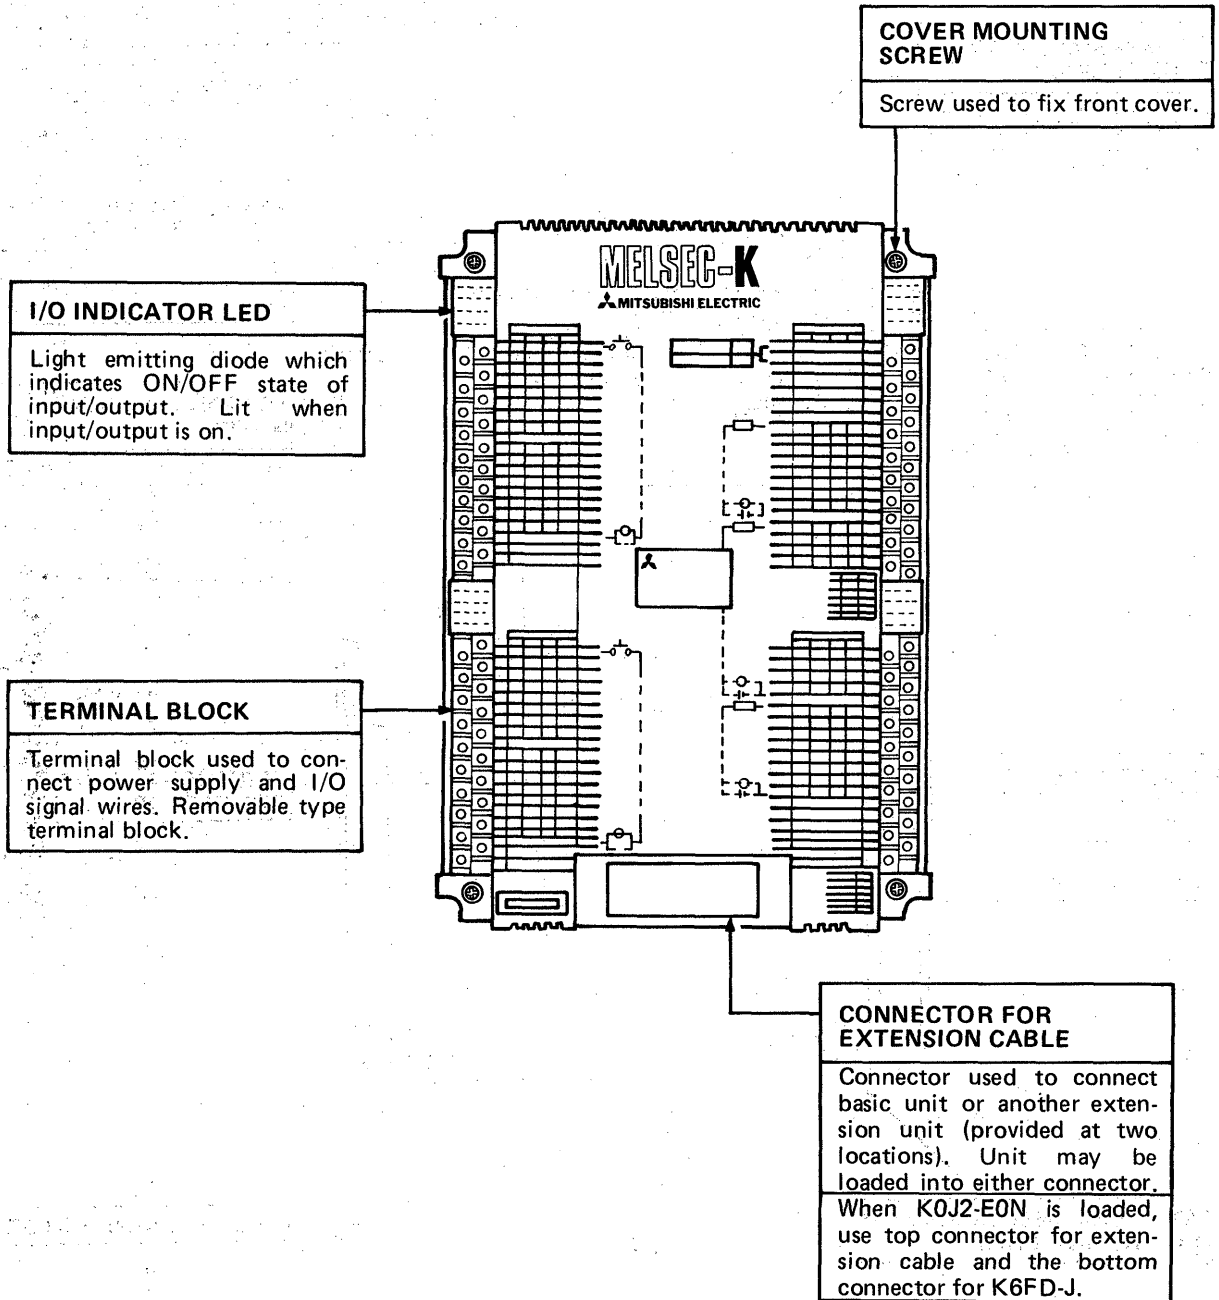 COVER MOUNTING
SCREW
Screw used to fix front cover.
MELSEC-K
MITSUBISHI ELECTRIC
I/O INDICATOR LED
Light emitting diode which
indicates ON/OFF state of
input/output. Lit when
input/output is on.
TERMINAL BLOCK
Terminal block used to con-
nect power supply and I/O
signal wires. Removable type
terminal block.
CONNECTOR FOR
EXTENSION CABLE
Connector used to connect
basic unit or another exten-
sion unit (provided at two
locations). Unit may be
loaded into either connector.
When K0J2-E0N is loaded,
use top connector for exten-
sion cable and the bottom
connector for K6FD-J.